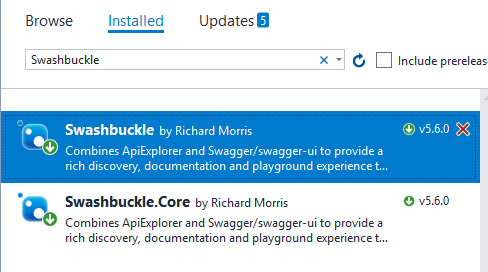 Browse Installed Updates 5
Swashbuckle Include prerelease
Swashbuckle by Richard Morris v5.6.0
Combines ApiExplorer and Swagger/swagger-ui to provide a
rich discovery, documentation and playground experience t...
Swashbuckle.Core by Richard Morris v5.6.0
Combines ApiExplorer and Swagger/swagger-ui to provide a
rich discovery, documentation and playground experience t...